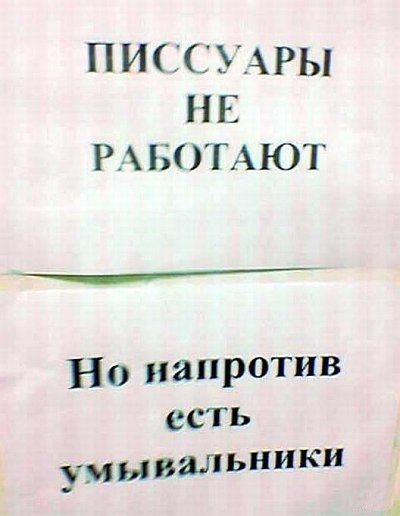 ПИССУАРЫ
НЕ
РАБОТАЮТ
Но напротив
есть
умывальники